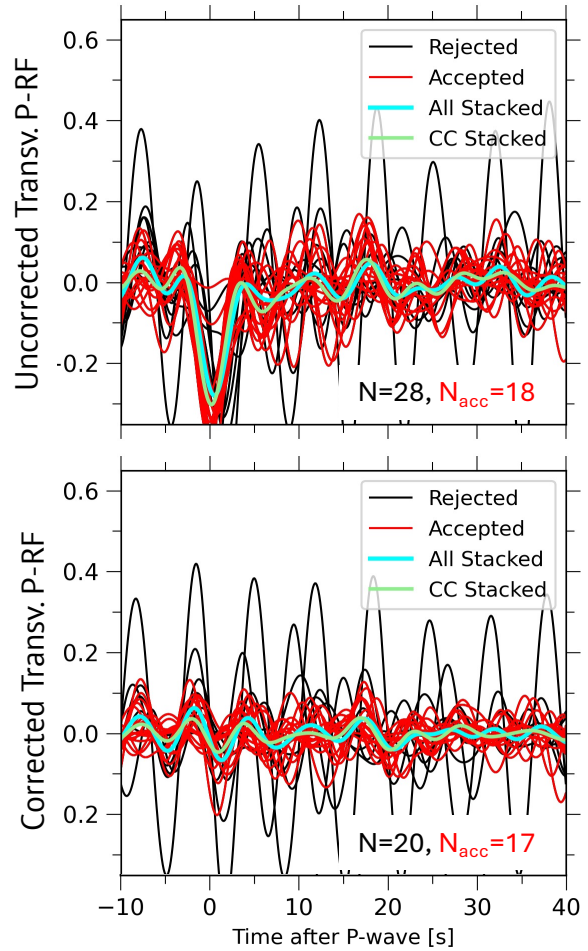 Uncorrected Transv. P-RF
0.6
0.4
0.2
0.0
-0.2
Rejected
Accepted
All Stacked
CC Stacked
N=28, Nacc=18
Corrected Transv. P-RF
0.6
0.4
0.2
0.0
0.2
Rejected
Accepted
All Stacked
CC Stacked
N=20, Nacc=17
−10 0 10 20 30 40
Time after P-wave [s]